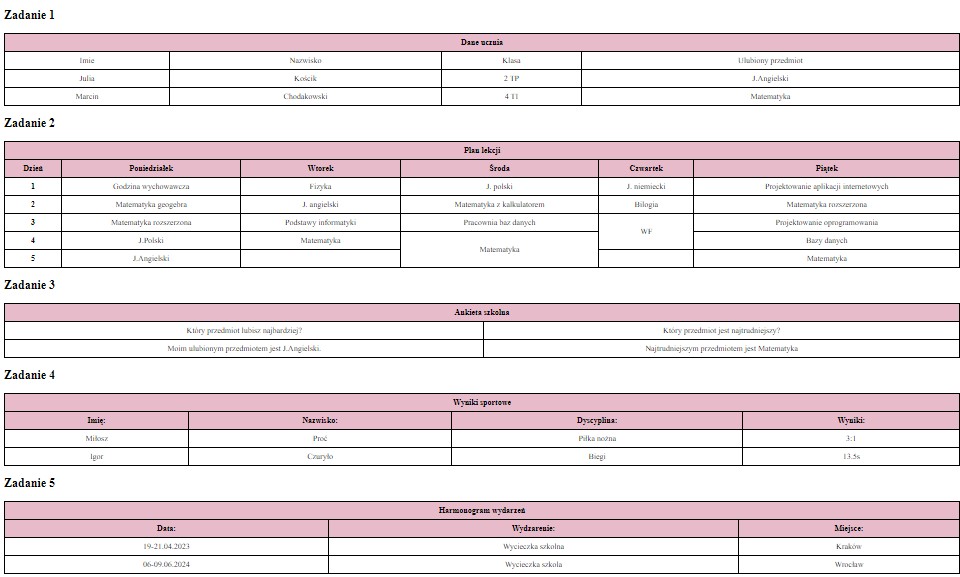 Zadanie 1
Dane ucznia
Imie Nazwisko Klasa Ulubiony przedmiot
Julia Kościk 2 TP J.Angielski
Marcin Chodakowski 4 TI Matematyka
Zadanie 2
Plan lekcji
Dzień Poniedziałek Wtorek Środa Czwartek Piątek
1 Godzina wychowawcza Fizyka J. polski J. niemiecki Projektowanie aplikacji internetowych
2 Matematyka geogebra J. angielski Matematyka z kalkulatorem Bilogia Matematyka rozszerzona
3 Matematyka rozszerzona Podstawy informatyki Pracownia baz danych WF Projektowanie oprogramowania
4 J.Polski Matematyka Matematyka Bazy danych
5 J.Angielski Matematyka
Zadanie 3
Ankieta szkolna
Który przedmiot lubisz najbardziej? Który przedmiot jest najtrudniejszy?
Moim ulubionym przedmiotem jest J.Angielski. Najtrudniejszym przedmiotem jest Matematyka
Zadanie 4
Wyniki sportowe
Imię: Nazwisko: Dyscyplina: Wyniki:
Miłosz Proć Piłka nożna 3:1
Igor Czuryło Biegi 13.5s
Zadanie 5
Harmonogram wydarzeń
Data: Wydzarenie: Miejsce:
19-21.04.2023 Wycieczka szkolna Kraków
06-09.06.2024 Wycieczka szkola Wrocław